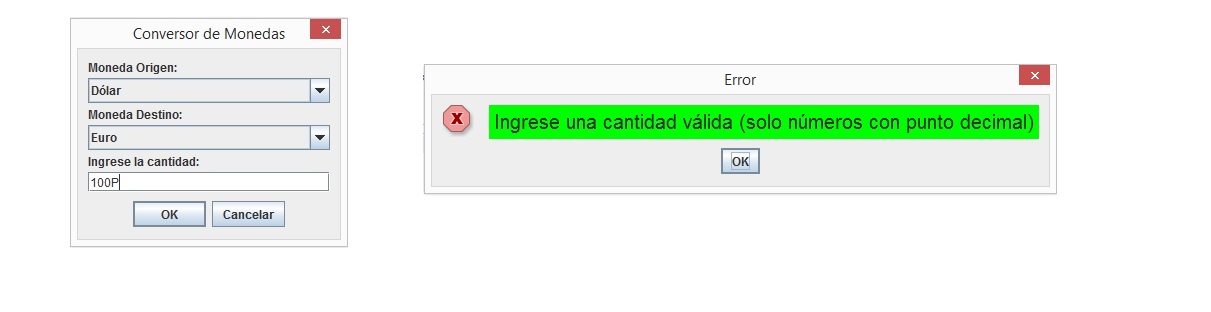 Conversor de Monedas
Moneda Origen:
Dólar
Moneda Destino:
Euro
Ingrese la cantidad:
100P
OK Cancelar
Error
X
Ingrese una cantidad válida (solo números con punto decimal)
OK